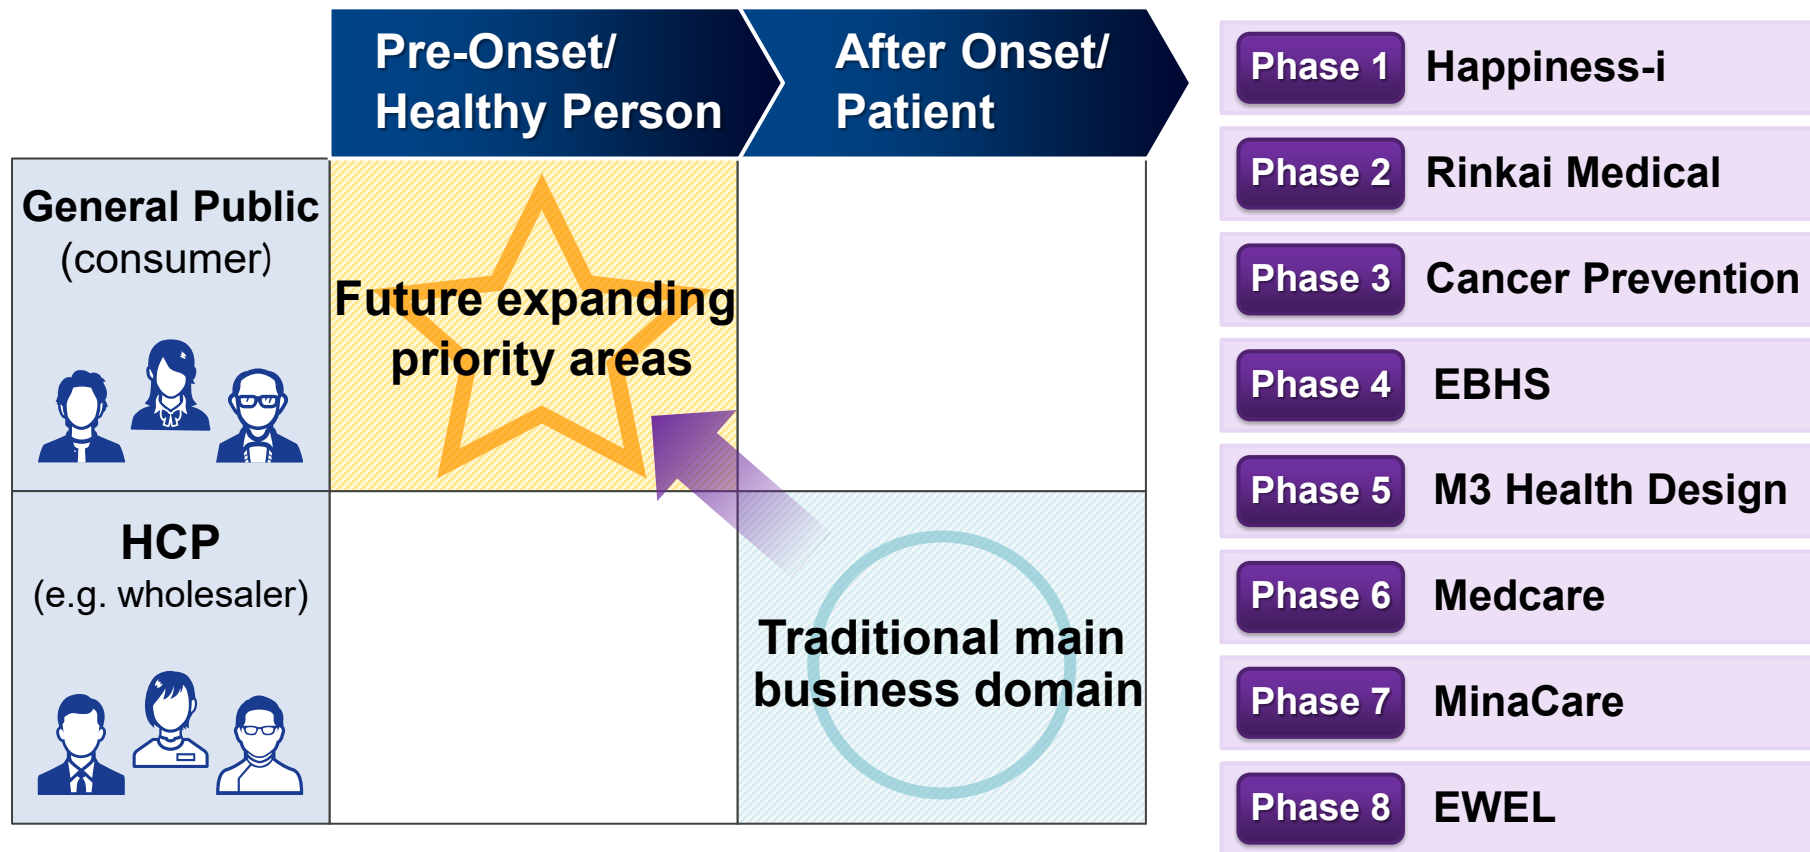 Pre-Onset/
Healthy Person
After Onset/
Patient
General Public
(consumer)
Future expanding
priority areas
HCP
(e.g. wholesaler)
Traditional main
business domain
Phase 1 Happiness-i
Phase 2 Rinkai Medical
Phase 3 Cancer Prevention
Phase 4 EBHS
Phase 5 M3 Health Design
Phase 6 Medcare
Phase 7 MinaCare
Phase 8 EWEL